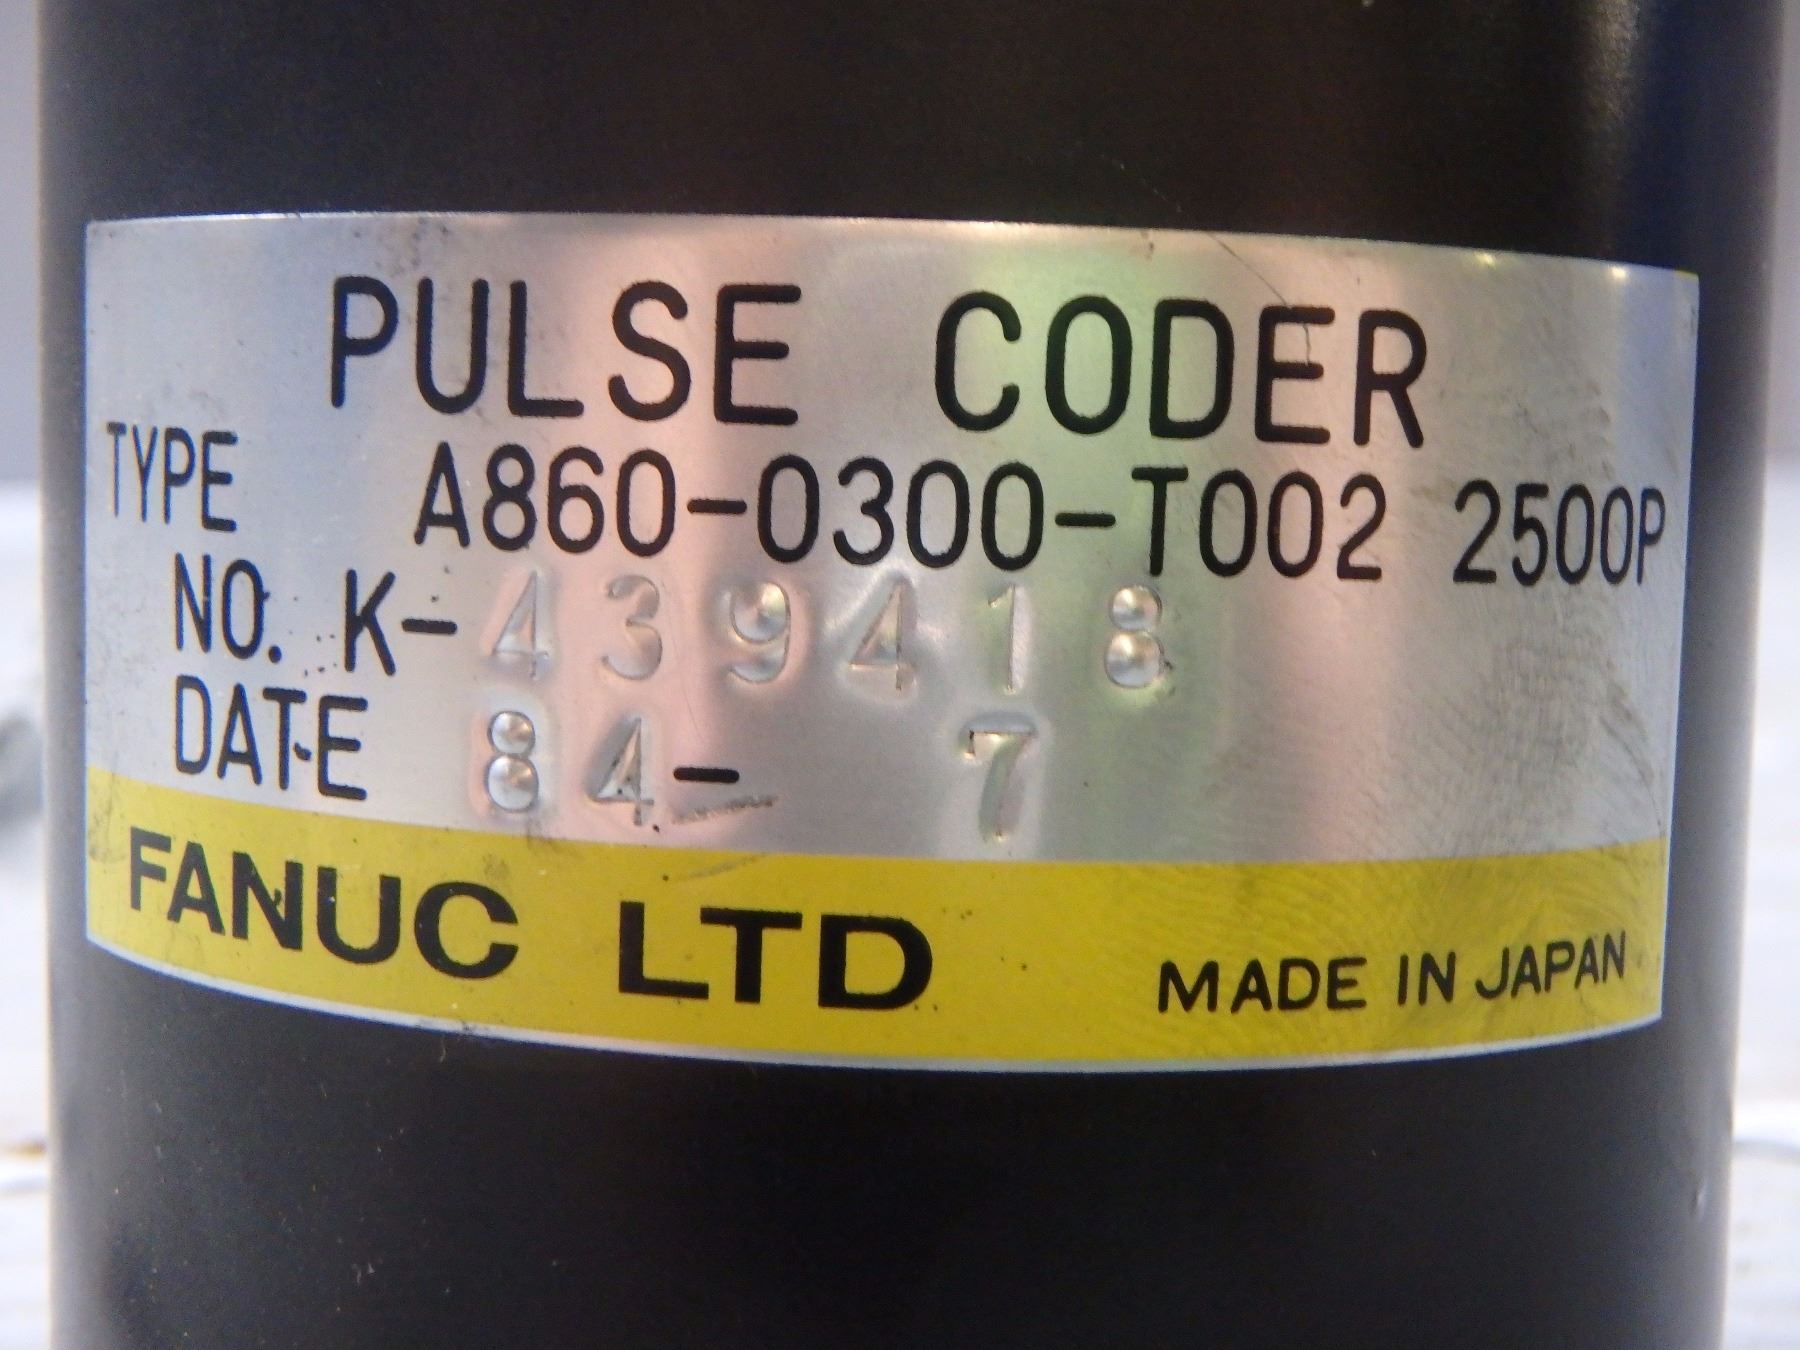 PULSE CODER
TYPE A860-0300-T002 2500P
NO. K-439418
DATE 84-7
FANUC LTD MADE IN JAPAN